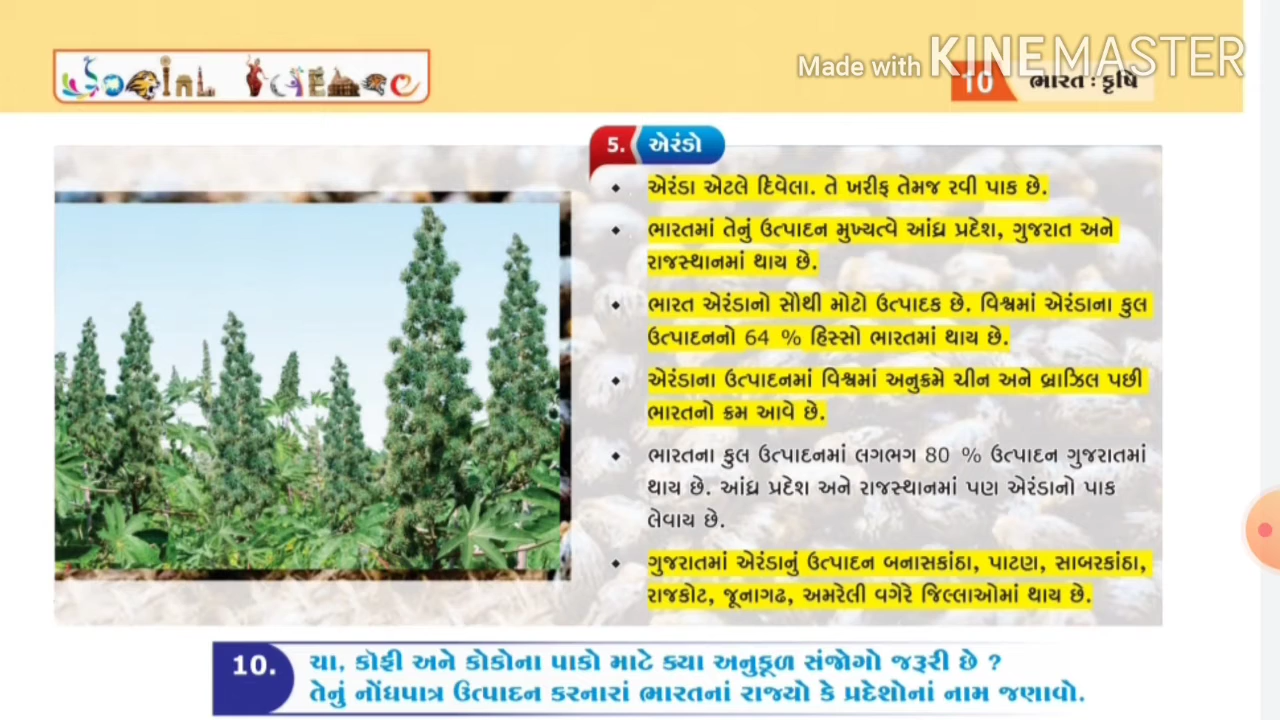 Social Science
Made with KINEMASTER
10 ભારત : કૃષિ
5. એરંડો
• એરંડા એટલે દિવેલા. તે ખરીફ તેમજ રવી પાક છે.
• ભારતમાં તેનું ઉત્પાદન મુખ્યત્વે આંધ્ર પ્રદેશ, ગુજરાત અને
રાજસ્થાનમાં થાય છે.
• ભારત એરંડાનો સૌથી મોટો ઉત્પાદક છે. વિશ્વમાં એરંડાના કુલ
ઉત્પાદનનો 64 % હિસ્સો ભારતમાં થાય છે.
• એરંડાના ઉત્પાદનમાં વિશ્વમાં અનુક્રમે ચીન અને બ્રાઝિલ પછી
ભારતનો ક્રમ આવે છે.
• ભારતના કુલ ઉત્પાદનમાં લગભગ 80 % ઉત્પાદન ગુજરાતમાં
થાય છે. આંધ્ર પ્રદેશ અને રાજસ્થાનમાં પણ એરંડાનો પાક
લેવાય છે.
• ગુજરાતમાં એરંડાનું ઉત્પાદન બનાસકાંઠા, પાટણ, સાબરકાંઠા,
રાજકોટ, જૂનાગઢ, અમરેલી વગેરે જિલ્લાઓમાં થાય છે.
10. ચા, કૉફી અને કોકોના પાકો માટે ક્યા અનુકૂળ સંજોગો જરૂરી છે ?
તેનું નોંધપાત્ર ઉત્પાદન કરનારાં ભારતનાં રાજ્યો કે પ્રદેશોનાં નામ જણાવો.